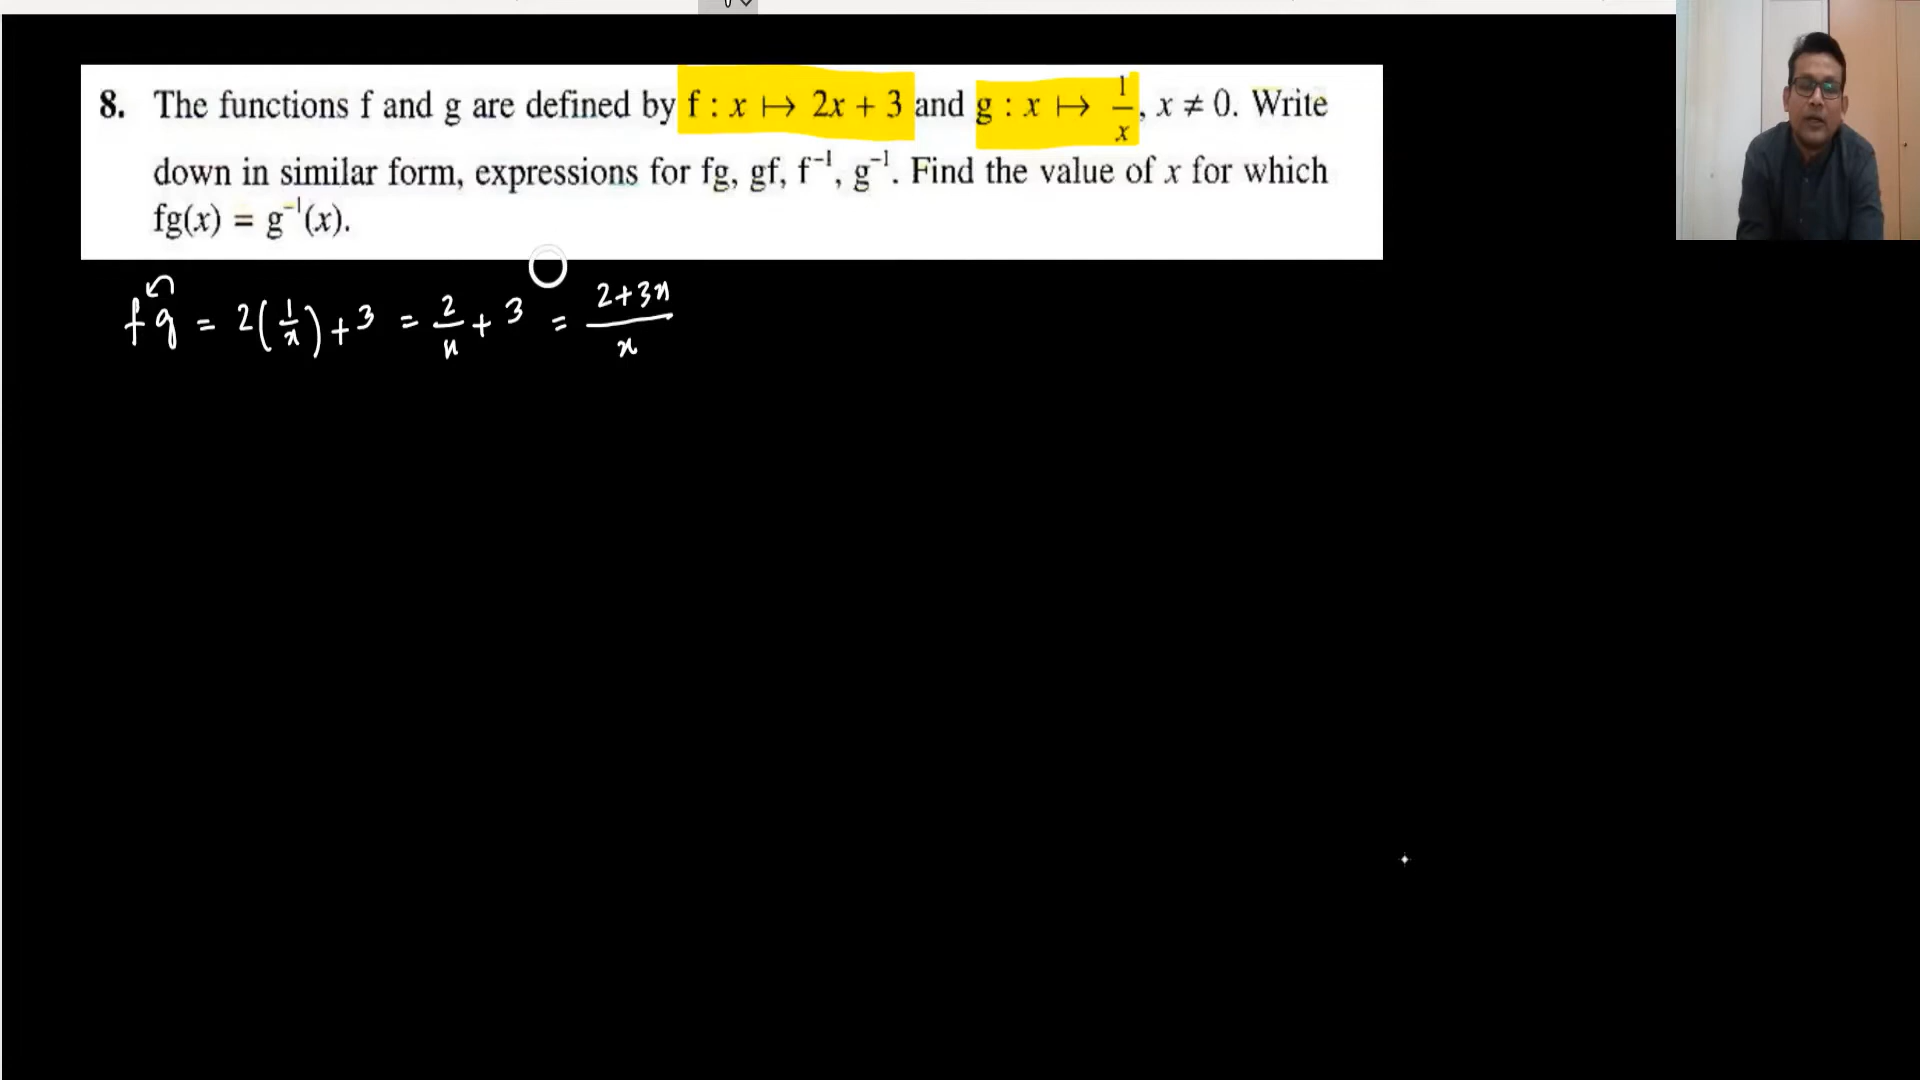 8. The functions f and g are defined by f : x ↦ 2x + 3 and g : x ↦ 1/x, x ≠ 0. Write
down in similar form, expressions for fg, gf, f⁻¹, g⁻¹. Find the value of x for which
fg(x) = g⁻¹(x).
fg = 2(1/x) + 3 = 2/x + 3 = (2+3x)/x